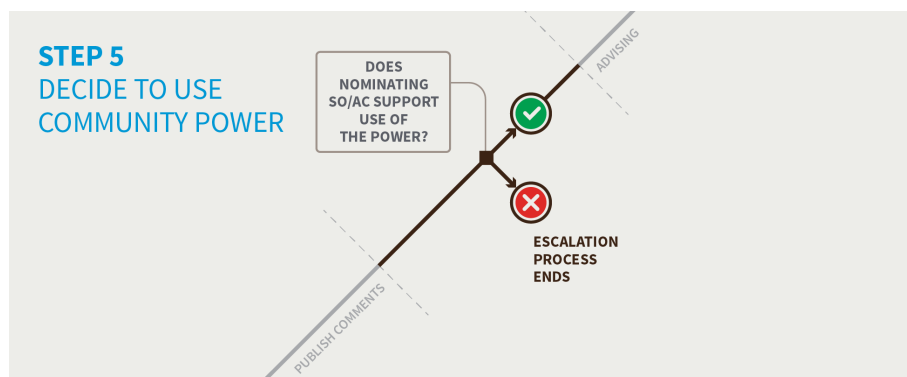 STEP 5
DECIDE TO USE
COMMUNITY POWER
DOES
NOMINATING
SO/AC SUPPORT
USE OF
THE POWER?
ADVISING
ESCALATION
PROCESS
ENDS
PUBLISH COMMENTS